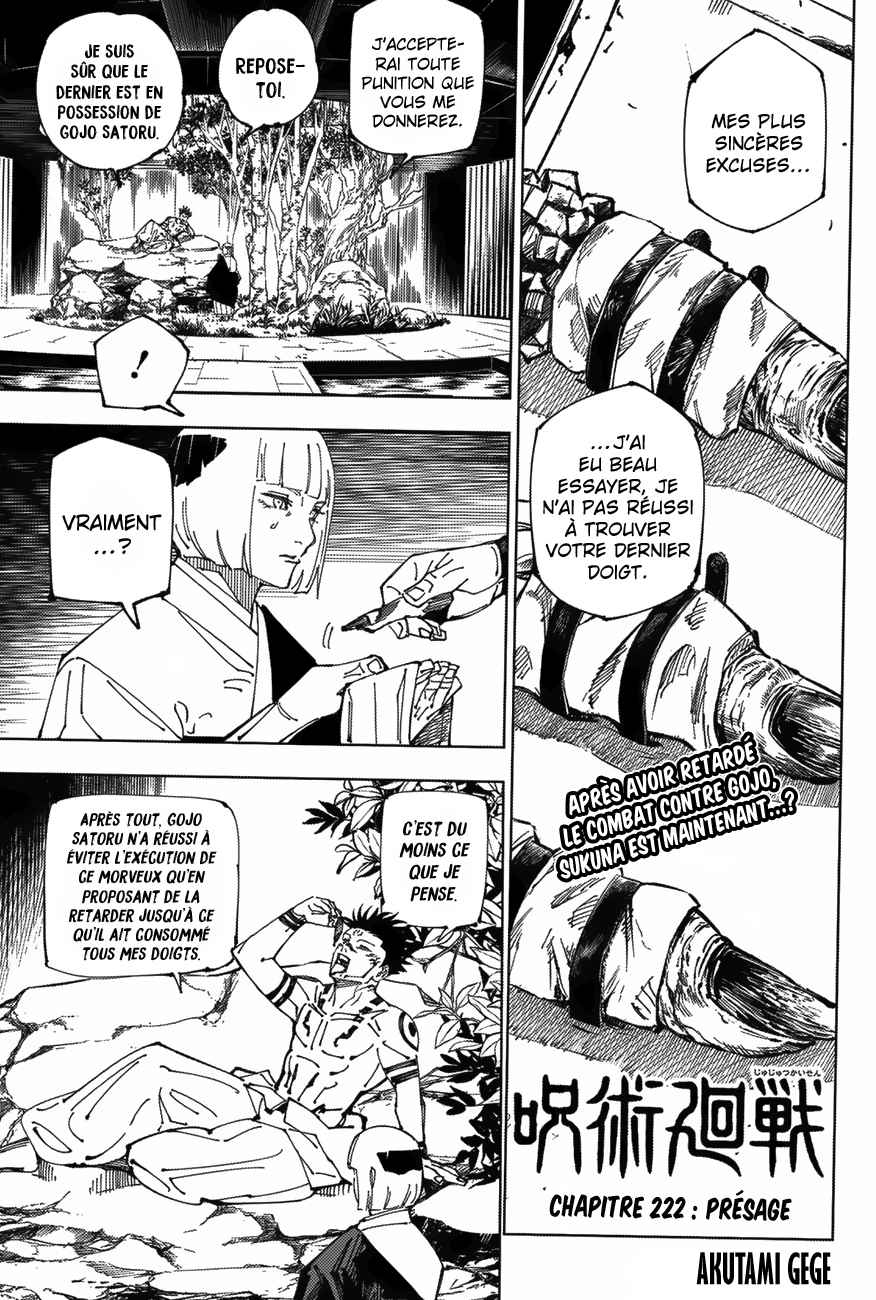 MES PLUS
SINCÈRES
EXCUSES...
...J'AI
EU BEAU
ESSAYER, JE
N'AI PAS RÉUSSI
À TROUVER
VOTRE DERNIER
DOIGT.
APRÈS AVOIR RETARDÉ
LE COMBAT CONTRE GOJO,
SUKUNA EST MAINTENANT...?
じゅじゅつかいせん
呪術廻戦
CHAPITRE 222 : PRÉSAGE
AKUTAMI GEGE
J'ACCEPTE-
RAI TOUTE
PUNITION QUE
VOUS ME
DONNEREZ.
REPOSE-
TOI.
JE SUIS
SÛR QUE LE
DERNIER EST EN
POSSESSION DE
GOJO SATORU.
!
VRAIMENT
...?
C'EST DU
MOINS CE
QUE JE
PENSE.
APRÈS TOUT, GOJO
SATORU N'A RÉUSSI À
ÉVITER L'EXÉCUTION DE
CE MORVEUX QU'EN
PROPOSANT DE LA
RETARDER JUSQU'À CE
QU'IL AIT CONSOMMÉ
TOUS MES DOIGTS.